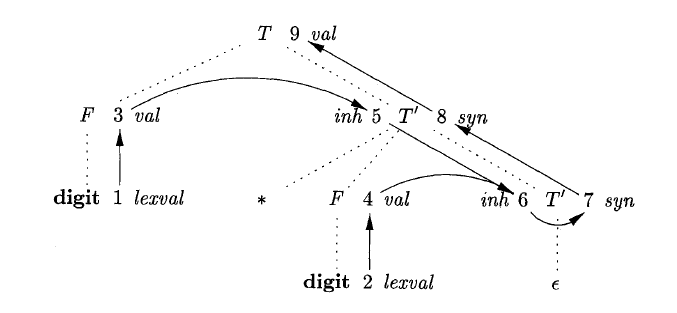 T 9 val
F 3 val inh 5 T′ 8 syn
digit 1 lexval * F 4 val inh 6 T′ 7 syn
digit 2 lexval ϵ